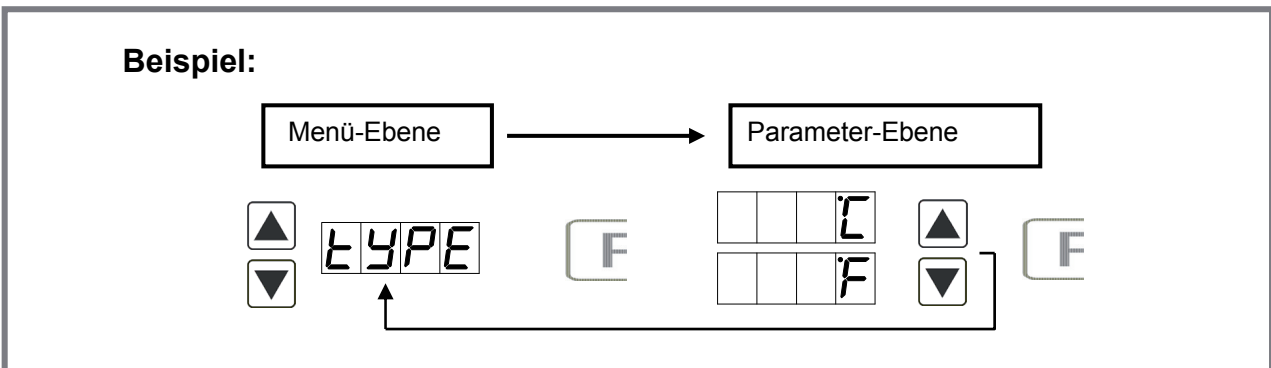 Beispiel:
Menü-Ebene
Parameter-Ebene
°C
tYPE
F
F
°F